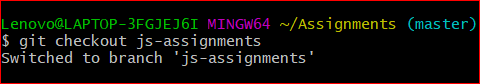 Lenovo@LAPTOP-3FGJEJ6I MINGW64 ~/Assignments (master)
$ git checkout js-assignments
Switched to branch 'js-assignments'